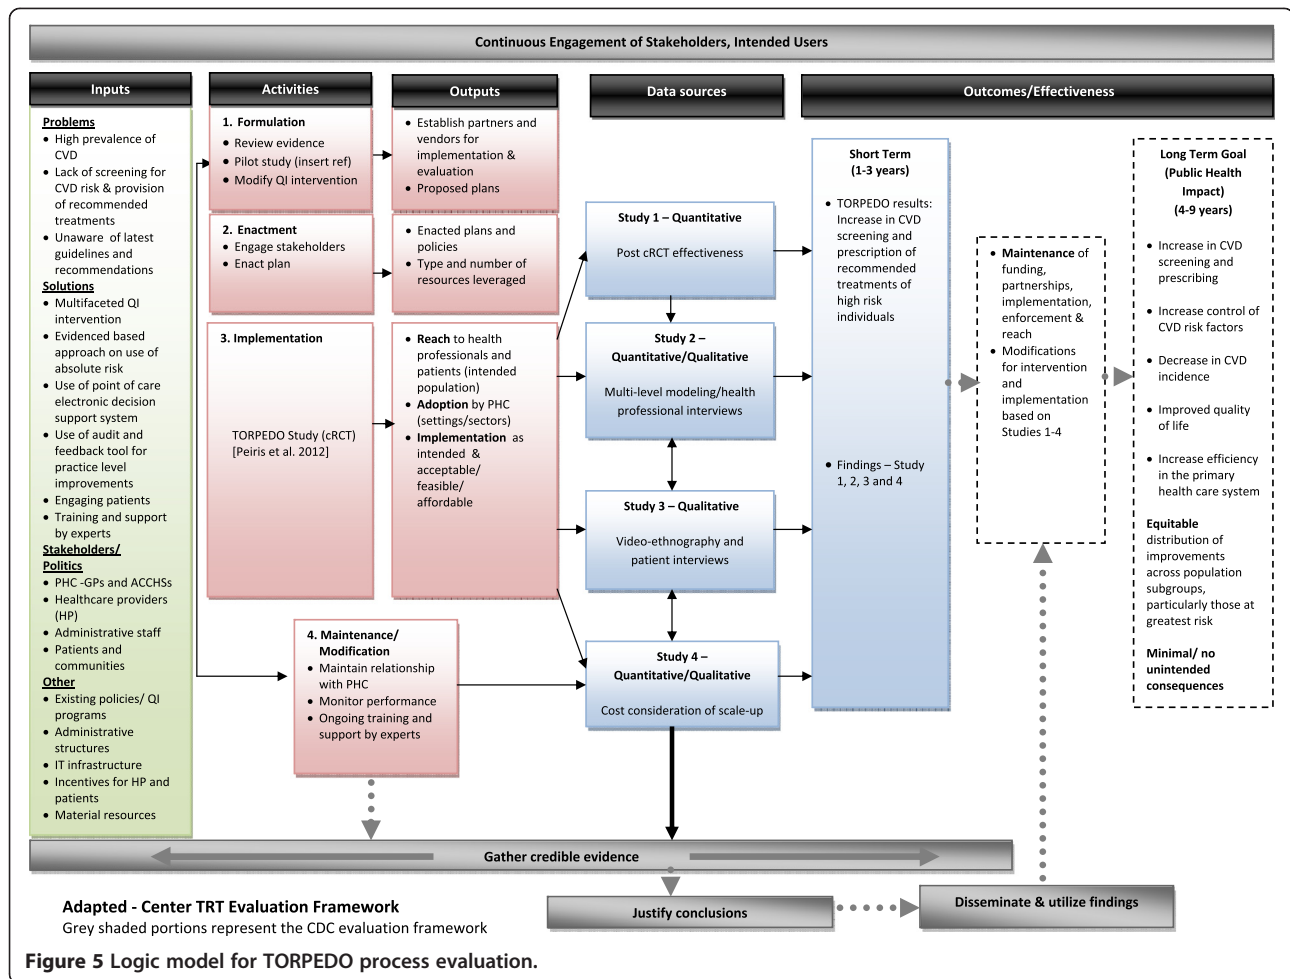 Continuous Engagement of Stakeholders, Intended Users
Inputs
Activities
Outputs
Data sources
Outcomes/Effectiveness
Problems
• High prevalence of
CVD
• Lack of screening for
CVD risk & provision
of recommended
treatments
• Unaware of latest
guidelines and
recommendations
Solutions
• Multifaceted QI
intervention
• Evidenced based
approach on use of
absolute risk
• Use of point of care
electronic decision
support system
• Use of audit and
feedback tool for
practice level
improvements
• Engaging patients
• Training and support
by experts
Stakeholders/
Politics
• PHC -GPs and ACCHSs
• Healthcare providers
(HP)
• Administrative staff
• Patients and
communities
Other
• Existing policies/ QI
programs
• Administrative
structures
• IT infrastructure
• Incentives for HP and
patients
• Material resources
1. Formulation
• Review evidence
• Pilot study (insert ref)
• Modify QI intervention
2. Enactment
• Engage stakeholders
• Enact plan
3. Implementation
TORPEDO Study (cRCT)
[Peiris et al. 2012]
4. Maintenance/
Modification
• Maintain relationship
with PHC
• Monitor performance
• Ongoing training and
support by experts
• Establish partners and
vendors for
implementation &
evaluation
• Proposed plans
• Enacted plans and
policies
• Type and number of
resources leveraged
• Reach to health
professionals and
patients (intended
population)
• Adoption by PHC
(settings/sectors)
• Implementation as
intended &
acceptable/
feasible/
affordable
Study 1 – Quantitative
Post cRCT effectiveness
Study 2 –
Quantitative/Qualitative
Multi-level modeling/health
professional interviews
Study 3 – Qualitative
Video-ethnography and
patient interviews
Study 4 –
Quantitative/Qualitative
Cost consideration of scale-up
Short Term
(1-3 years)
• TORPEDO results:
Increase in CVD
screening and
prescription of
recommended
treatments of
high risk
individuals
• Findings – Study
1, 2, 3 and 4
• Maintenance of
funding,
partnerships,
implementation,
enforcement &
reach
• Modifications
for intervention
and
implementation
based on
Studies 1-4
Long Term Goal
(Public Health
Impact)
(4-9 years)
• Increase in CVD
screening and
prescribing
• Increase control of
CVD risk factors
• Decrease in CVD
incidence
• Improved quality
of life
• Increase efficiency
in the primary
health care system
Equitable
distribution of
improvements
across population
subgroups,
particularly those at
greatest risk
Minimal/ no
unintended
consequences
Gather credible evidence
Justify conclusions
Disseminate & utilize findings
Adapted - Center TRT Evaluation Framework
Grey shaded portions represent the CDC evaluation framework
Figure 5 Logic model for TORPEDO process evaluation.